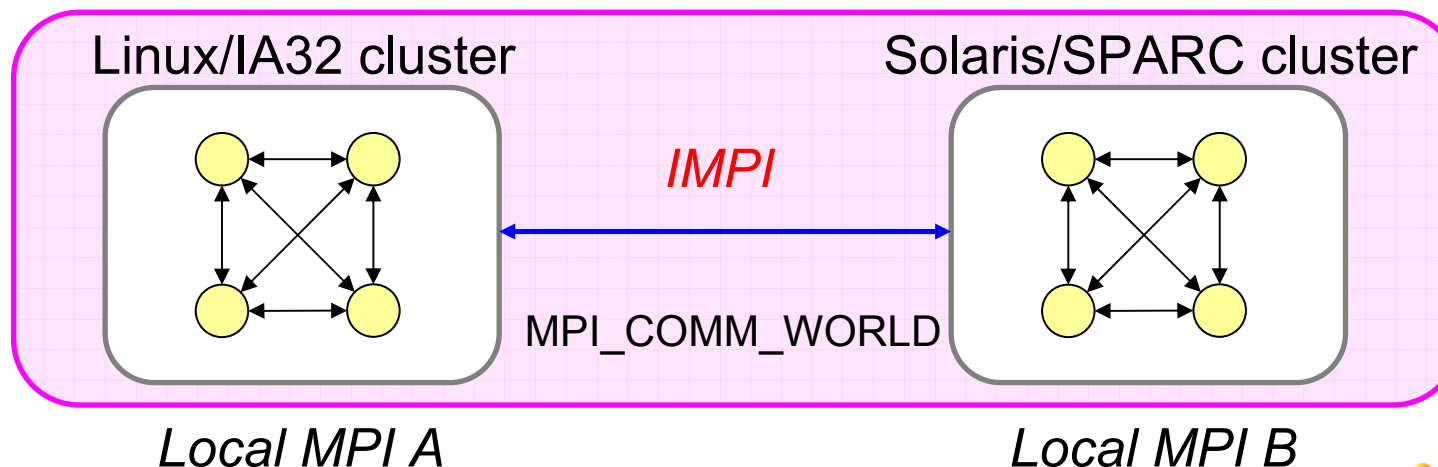 Linux/IA32 cluster
Solaris/SPARC cluster
IMPI
MPI_COMM_WORLD
Local MPI A
Local MPI B